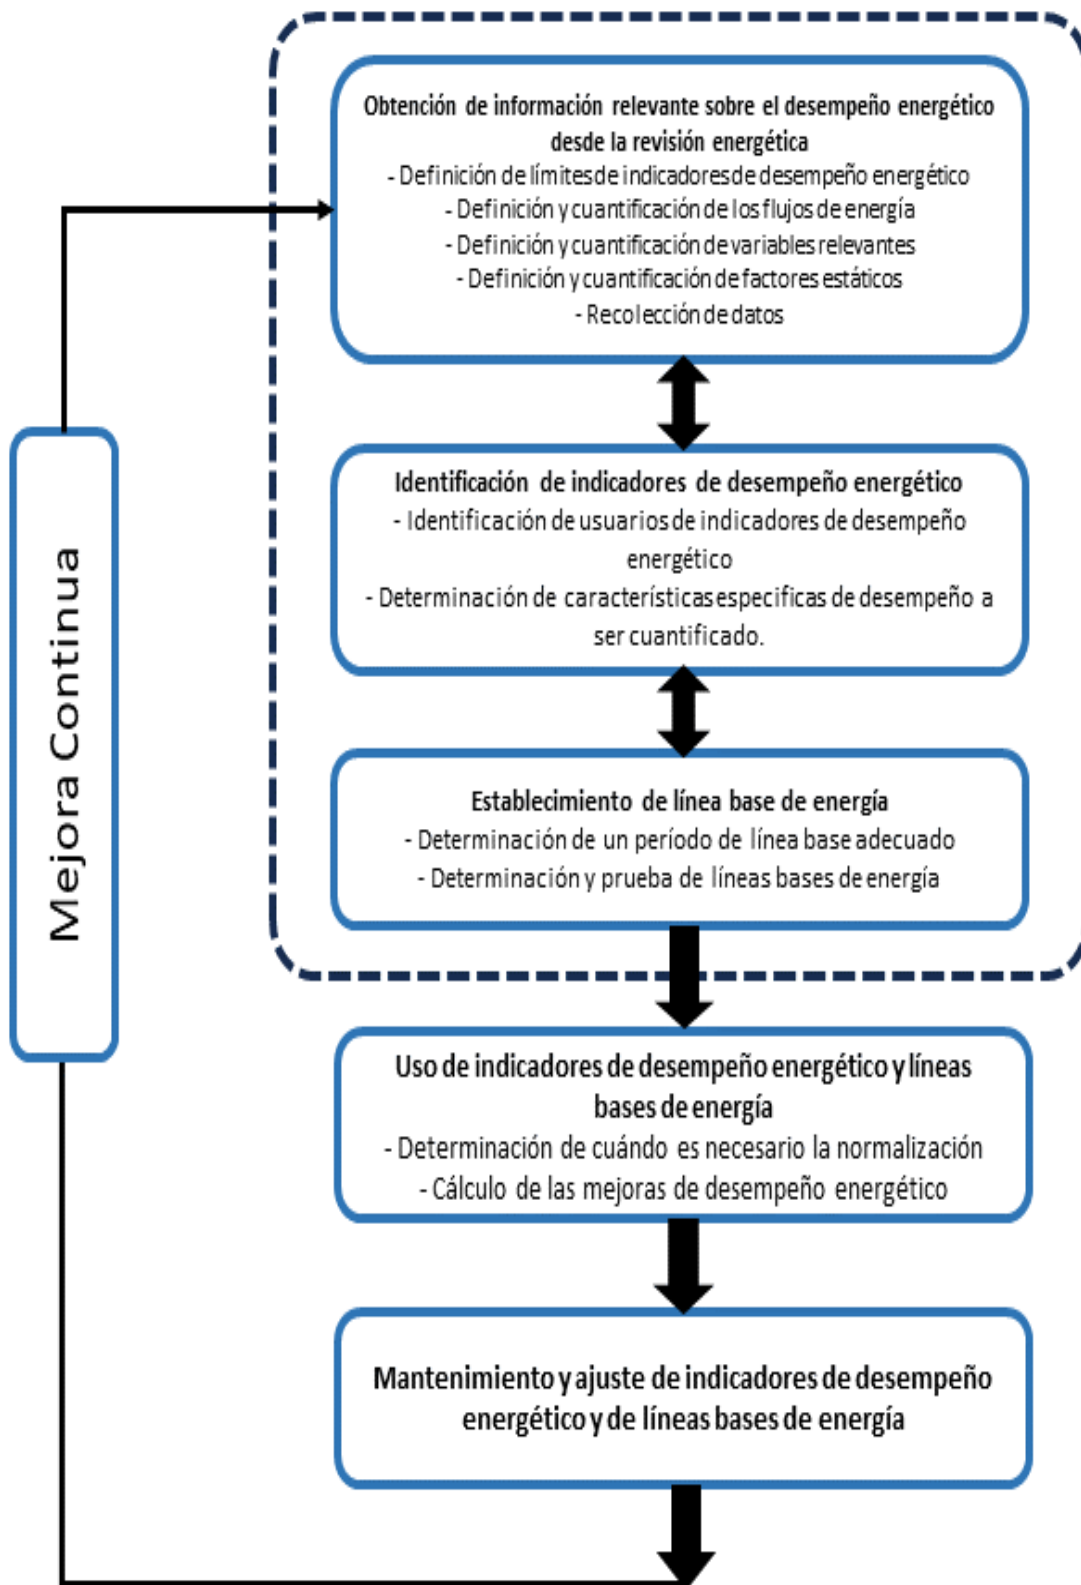 Obtención de información relevante sobre el desempeño energético
desde la revisión energética
- Definición de límites de indicadores de desempeño energético
- Definición y cuantificación de los flujos de energía
- Definición y cuantificación de variables relevantes
- Definición y cuantificación de factores estáticos
- Recolección de datos
Identificación de indicadores de desempeño energético
- Identificación de usuarios de indicadores de desempeño
energético
- Determinación de características especificas de desempeño a
ser cuantificado.
Establecimiento de línea base de energía
- Determinación de un período de línea base adecuado
- Determinación y prueba de líneas bases de energía
Uso de indicadores de desempeño energético y líneas
bases de energía
- Determinación de cuándo es necesario la normalización
- Cálculo de las mejoras de desempeño energético
Mantenimiento y ajuste de indicadores de desempeño
energético y de líneas bases de energía
Mejora Continua